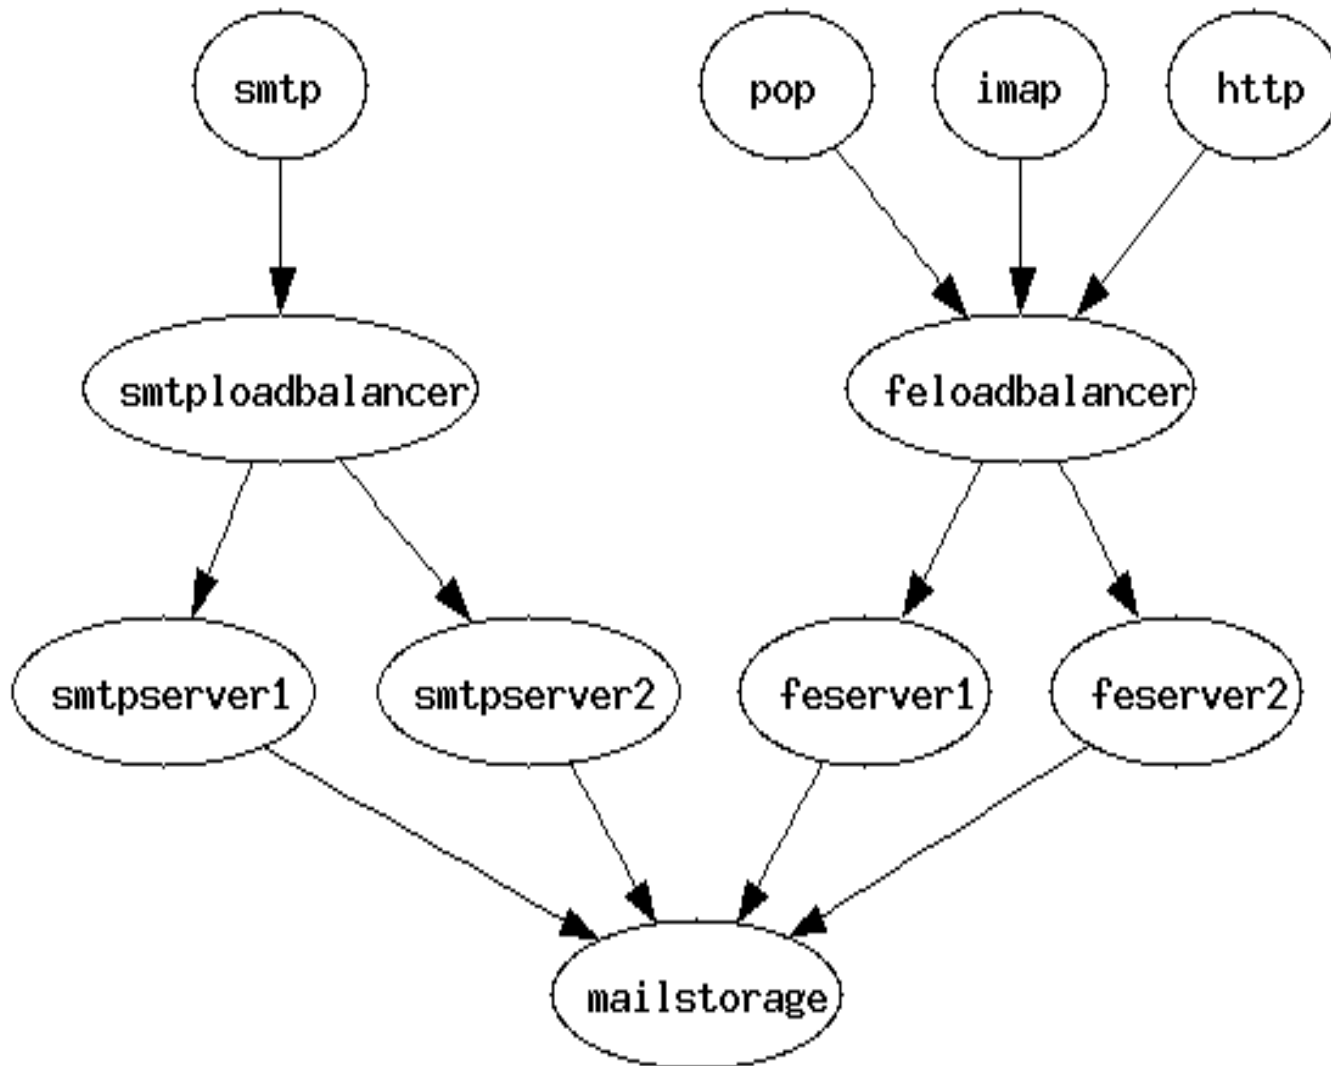 smtp
pop
imap
http
smtploadbalancer
feloadbalancer
smtpserver1
smtpserver2
feserver1
feserver2
mailstorage